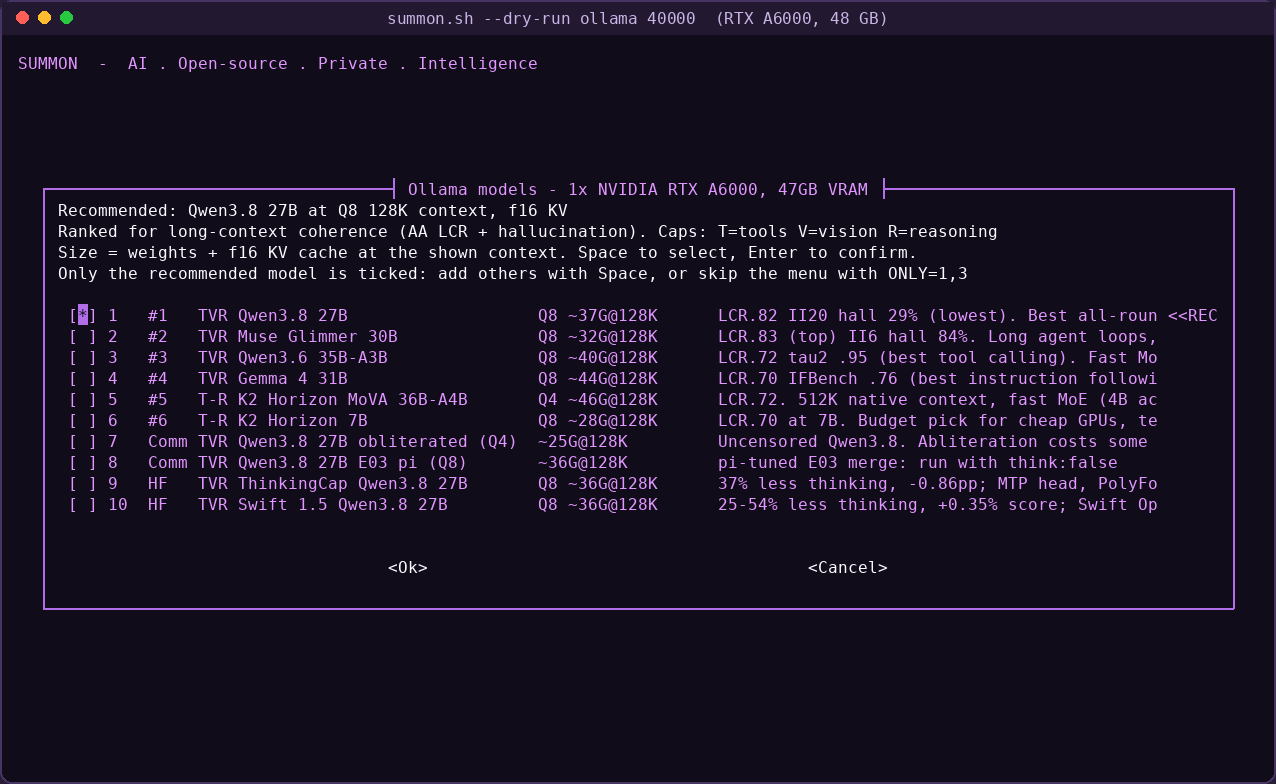 summon.sh --dry-run ollama 40000  (RTX A6000, 48 GB)
SUMMON  -  AI . Open-source . Private . Intelligence
Ollama models - 1x NVIDIA RTX A6000, 47GB VRAM
Recommended: Qwen3.8 27B at Q8 128K context, f16 KV
Ranked for long-context coherence (AA LCR + hallucination). Caps: T=tools V=vision R=reasoning
Size = weights + f16 KV cache at the shown context. Space to select, Enter to confirm.
Only the recommended model is ticked: add others with Space, or skip the menu with ONLY=1,3
[*] 1   #1   TVR Qwen3.8 27B                   Q8 ~37G@128K      LCR.82 II20 hall 29% (lowest). Best all-roun <<REC
[ ] 2   #2   TVR Muse Glimmer 30B              Q8 ~32G@128K      LCR.83 (top) II6 hall 84%. Long agent loops,
[ ] 3   #3   TVR Qwen3.6 35B-A3B               Q8 ~40G@128K      LCR.72 tau2 .95 (best tool calling). Fast Mo
[ ] 4   #4   TVR Gemma 4 31B                   Q8 ~44G@128K      LCR.70 IFBench .76 (best instruction followi
[ ] 5   #5   T-R K2 Horizon MoVA 36B-A4B       Q4 ~46G@128K      LCR.72. 512K native context, fast MoE (4B ac
[ ] 6   #6   T-R K2 Horizon 7B                 Q8 ~28G@128K      LCR.70 at 7B. Budget pick for cheap GPUs, te
[ ] 7   Comm TVR Qwen3.8 27B obliterated (Q4)  ~25G@128K         Uncensored Qwen3.8. Abliteration costs some
[ ] 8   Comm TVR Qwen3.8 27B E03 pi (Q8)       ~36G@128K         pi-tuned E03 merge: run with think:false
[ ] 9   HF   TVR ThinkingCap Qwen3.8 27B       Q8 ~36G@128K      37% less thinking, -0.86pp; MTP head, PolyFo
[ ] 10  HF   TVR Swift 1.5 Qwen3.8 27B         Q8 ~36G@128K      25-54% less thinking, +0.35% score; Swift Op
<Ok>                                      <Cancel>